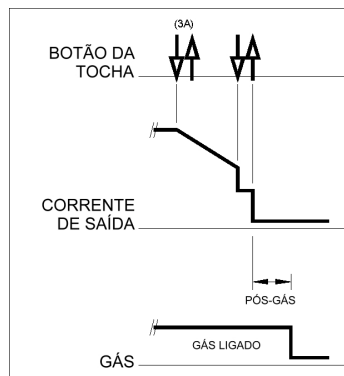 (3A)
BOTÃO DA
TOCHA
CORRENTE
DE SAÍDA
PÓS-GÁS
GÁS LIGADO
GÁS